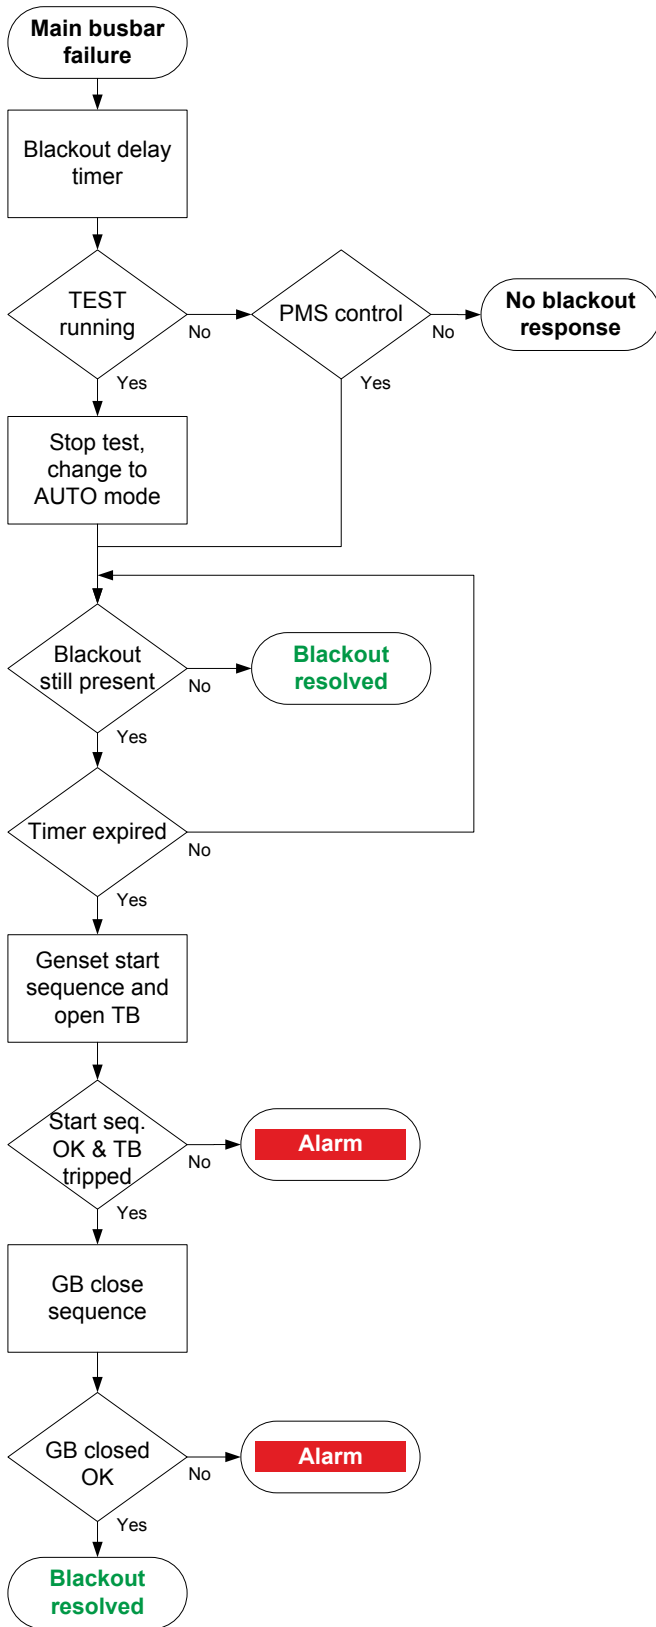 Main busbar
failure
Blackout delay
timer
TEST
running
No
PMS control
No
No blackout
response
Yes
Yes
Stop test,
change to
AUTO mode
Blackout
still present
No
Blackout
resolved
Yes
Timer expired
No
Yes
Genset start
sequence and
open TB
Start seq.
OK & TB
tripped
No
Alarm
Yes
GB close
sequence
GB closed
OK
No
Alarm
Yes
Blackout
resolved